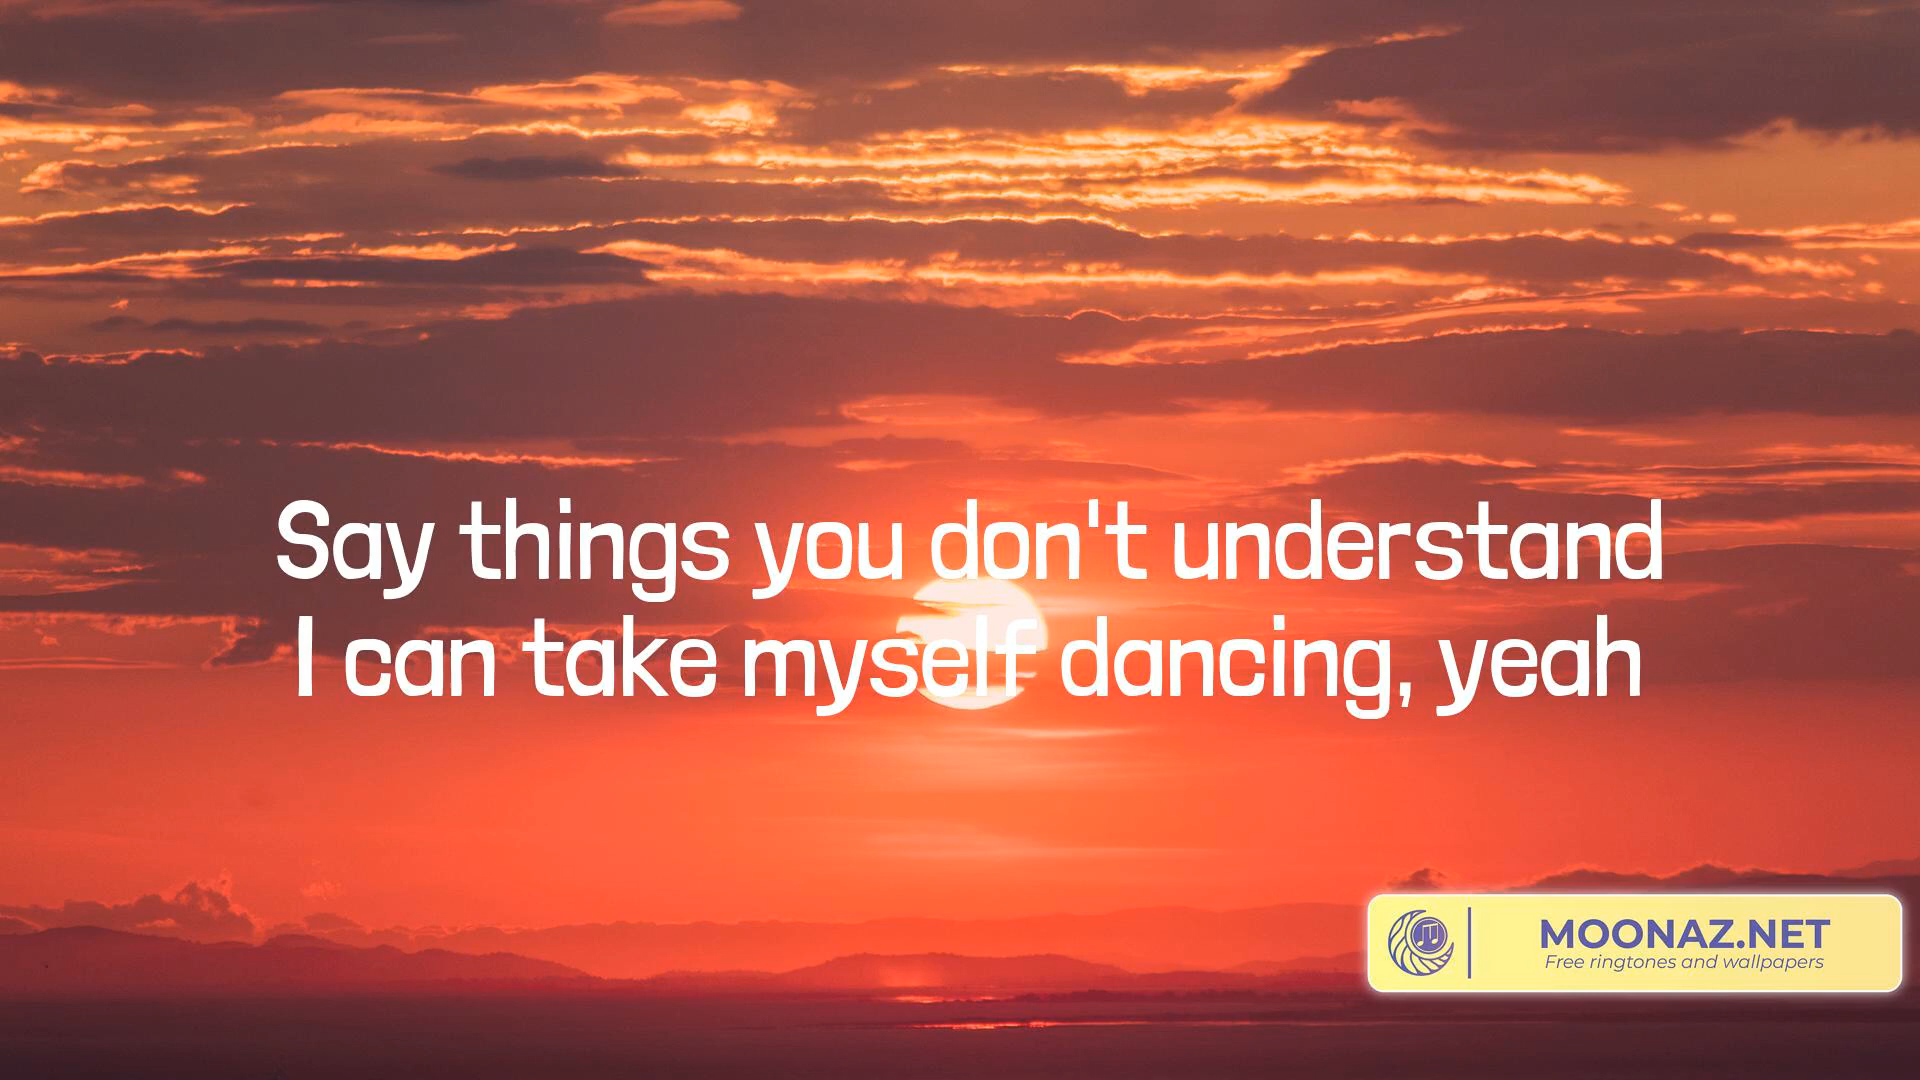 Say things you don't understand
I can take myself dancing, yeah
MOONAZ.NET
Free ringtones and wallpapers